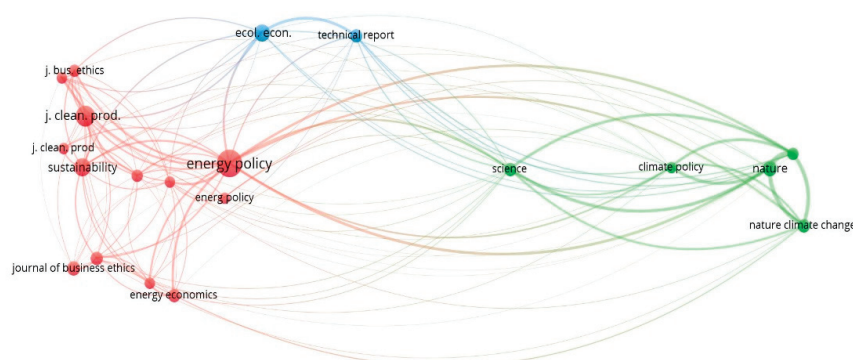 ecol. econ.
technical report
j. bus. ethics
j. clean. prod.
j. clean. prod
sustainability
energy policy
energ policy
science
climate policy
nature
nature climate change
journal of business ethics
energy economics